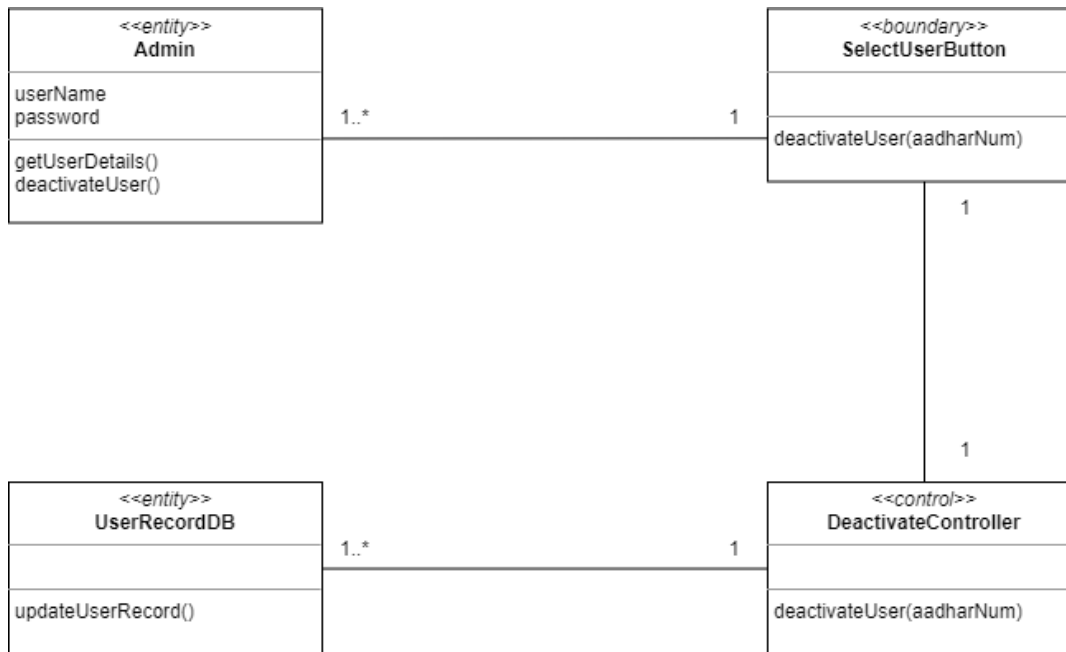 <<entity>>
Admin
userName
password
getUserDetails()
deactivateUser()
1..*
1
<<boundary>>
SelectUserButton
deactivateUser(aadharNum)
1
1
<<entity>>
UserRecordDB
updateUserRecord()
1..*
1
<<control>>
DeactivateController
deactivateUser(aadharNum)